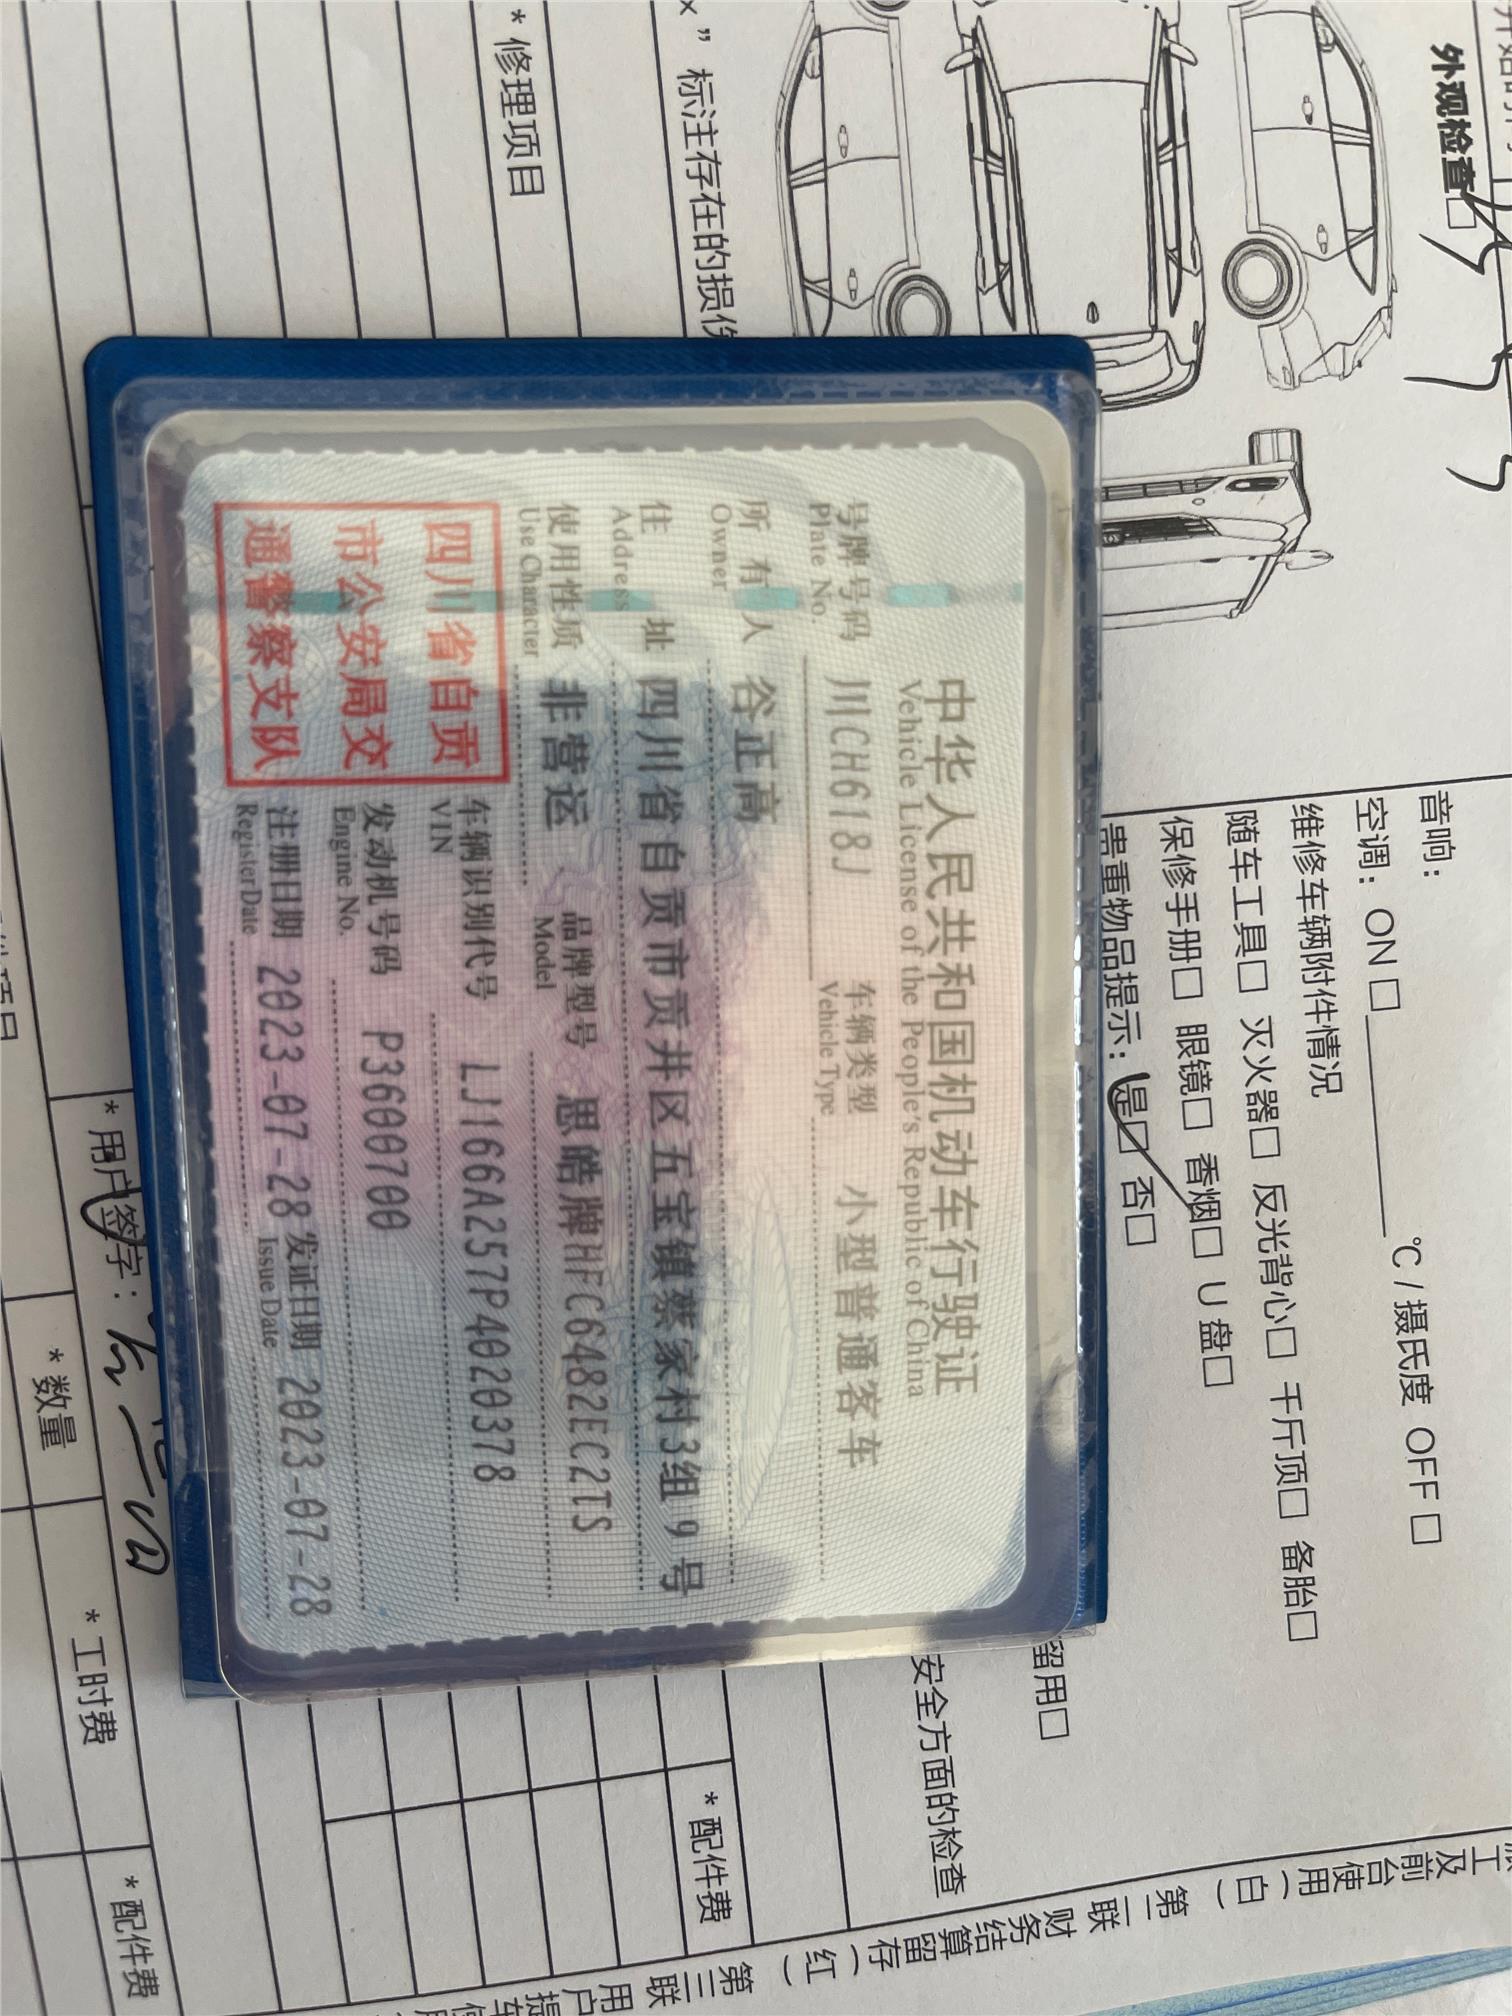 中华人民共和国机动车行驶证
Vehicle License of the People's Republic of China
号牌号码 川CH618J 车辆类型 小型普通客车
Plate No. Vehicle Type
所有人 谷正高
Owner
住址 四川省自贡市贡井区五宝镇蔡家村3组9号
Address
使用性质 非营运 品牌型号 思皓牌HFC6482EC2TS
Use Character Model
四川省自贡
市公安局交
通警察支队
车辆识别代号 LJ166A257P4020378
VIN
发动机号码 P3600700
Engine No.
注册日期 2023-07-28 发证日期 2023-07-28
Register Date Issue Date
外观检查□
×” 标注存在的损伤
*修理项目
音响：
空调：ON□ ℃/摄氏度 OFF□
维修车辆附件情况
随车工具□ 灭火器□ 反光背心□ 千斤顶□ 备胎□
保修手册□ 眼镜□ 香烟□ U盘□
贵重物品提示：是□ 否□
留用□
安全方面的检查
*配件费
*用户签字：
*数量
*工时费
*配件费
工及前台使用（白） 第二联 财务结算留存（红） 第三联 用户提车